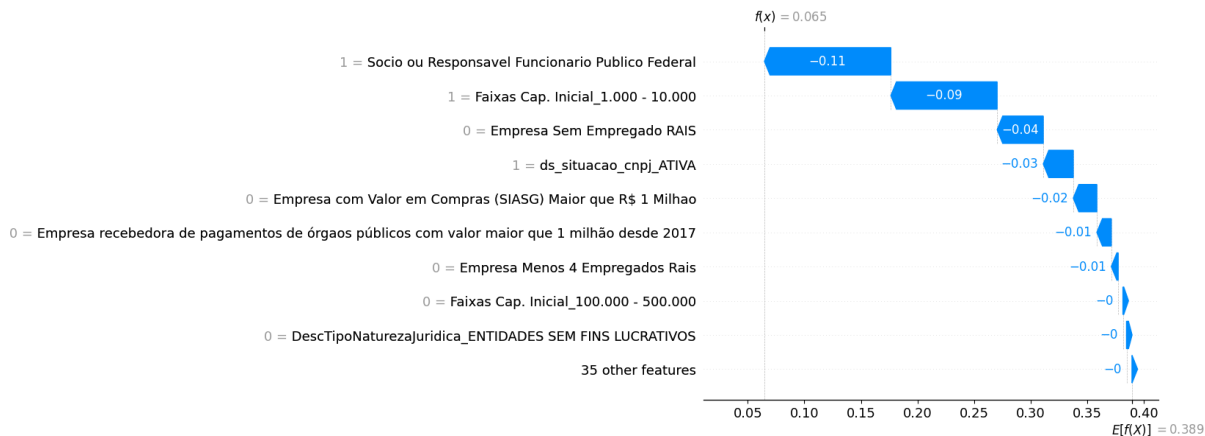 f(x) = 0.065
1 = Socio ou Responsavel Funcionario Publico Federal
−0.11
1 = Faixas Cap. Inicial_1.000 - 10.000
−0.09
0 = Empresa Sem Empregado RAIS
−0.04
1 = ds_situacao_cnpj_ATIVA
−0.03
0 = Empresa com Valor em Compras (SIASG) Maior que R$ 1 Milhao
−0.02
0 = Empresa recebedora de pagamentos de órgaos públicos com valor maior que 1 milhão desde 2017
−0.01
0 = Empresa Menos 4 Empregados Rais
−0.01
0 = Faixas Cap. Inicial_100.000 - 500.000
−0
0 = DescTipoNaturezaJuridica_ENTIDADES SEM FINS LUCRATIVOS
−0
35 other features
−0
0.05 0.10 0.15 0.20 0.25 0.30 0.35 0.40
E[f(X)] = 0.389